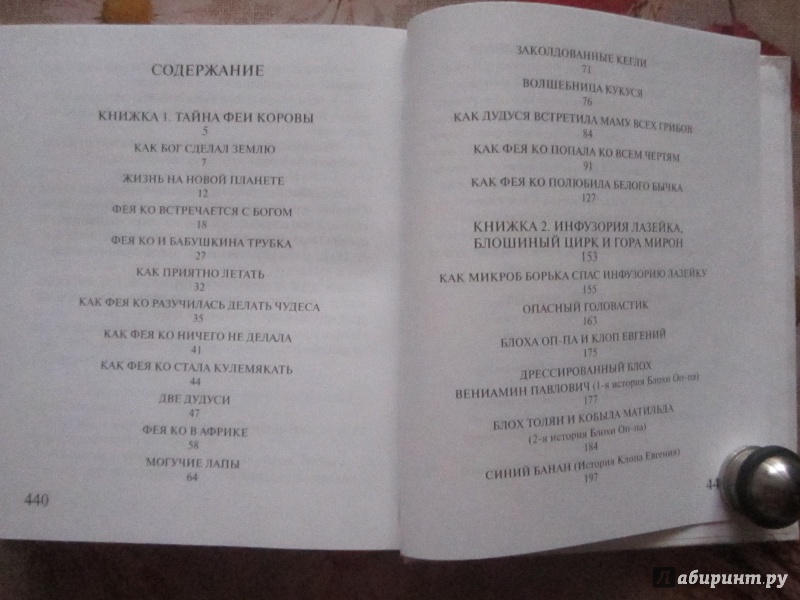 СОДЕРЖАНИЕ
КНИЖКА 1. ТАЙНА ФЕИ КОРОВЫ
5
КАК БОГ СДЕЛАЛ ЗЕМЛЮ
7
ЖИЗНЬ НА НОВОЙ ПЛАНЕТЕ
12
ФЕЯ КО ВСТРЕЧАЕТСЯ С БОГОМ
18
ФЕЯ КО И БАБУШКИНА ТРУБКА
27
КАК ПРИЯТНО ЛЕТАТЬ
32
КАК ФЕЯ КО РАЗУЧИЛАСЬ ДЕЛАТЬ ЧУДЕСА
35
КАК ФЕЯ КО НИЧЕГО НЕ ДЕЛАЛА
41
КАК ФЕЯ КО СТАЛА КУЛЕМЯКАТЬ
44
ДВЕ ДУДУСИ
47
ФЕЯ КО В АФРИКЕ
58
МОГУЧИЕ ЛАПЫ
64
440
ЗАКОЛДОВАННЫЕ КЕГЛИ
71
ВОЛШЕБНИЦА КУКУСЯ
76
КАК ДУДУСЯ ВСТРЕТИЛА МАМУ ВСЕХ ГРИБОВ
84
КАК ФЕЯ КО ПОПАЛА КО ВСЕМ ЧЕРТЯМ
91
КАК ФЕЯ КО ПОЛЮБИЛА БЕЛОГО БЫЧКА
127
КНИЖКА 2. ИНФУЗОРИЯ ЛАЗЕЙКА,
БЛОШИНЫЙ ЦИРК И ГОРА МИРОН
153
КАК МИКРОБ БОРЬКА СПАС ИНФУЗОРИЮ ЛАЗЕЙКУ
155
ОПАСНЫЙ ГОЛОВАСТИК
163
БЛОХА ОП-ПА И КЛОП ЕВГЕНИЙ
175
ДРЕССИРОВАННЫЙ БЛОХ
ВЕНИАМИН ПАВЛОВИЧ (1-я история Блохи Оп-па)
177
БЛОХ ТОЛЯН И КОБЫЛА МАТИЛЬДА
(2-я история Блохи Оп-па)
184
СИНИЙ БАНАН (История Клопа Евгения)
197
44
Лабиринт.ру